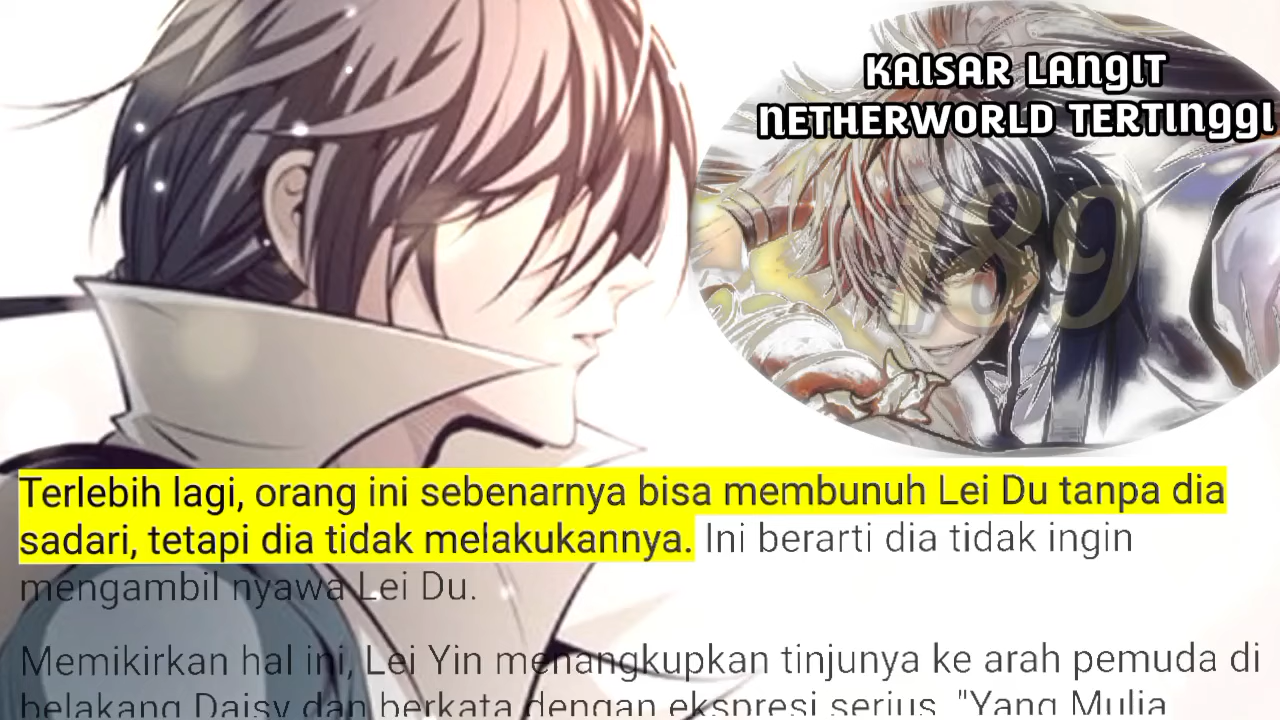 KAISAR LANGIT
NETHERWORLD TERTINGGI
189
Terlebih lagi, orang ini sebenarnya bisa membunuh Lei Du tanpa dia
sadari, tetapi dia tidak melakukannya. Ini berarti dia tidak ingin
mengambil nyawa Lei Du.
Memikirkan hal ini, Lei Yin menangkupkan tinjunya ke arah pemuda di
belakang Daisy dan berkata dengan ekspresi serius, "Yang Mulia